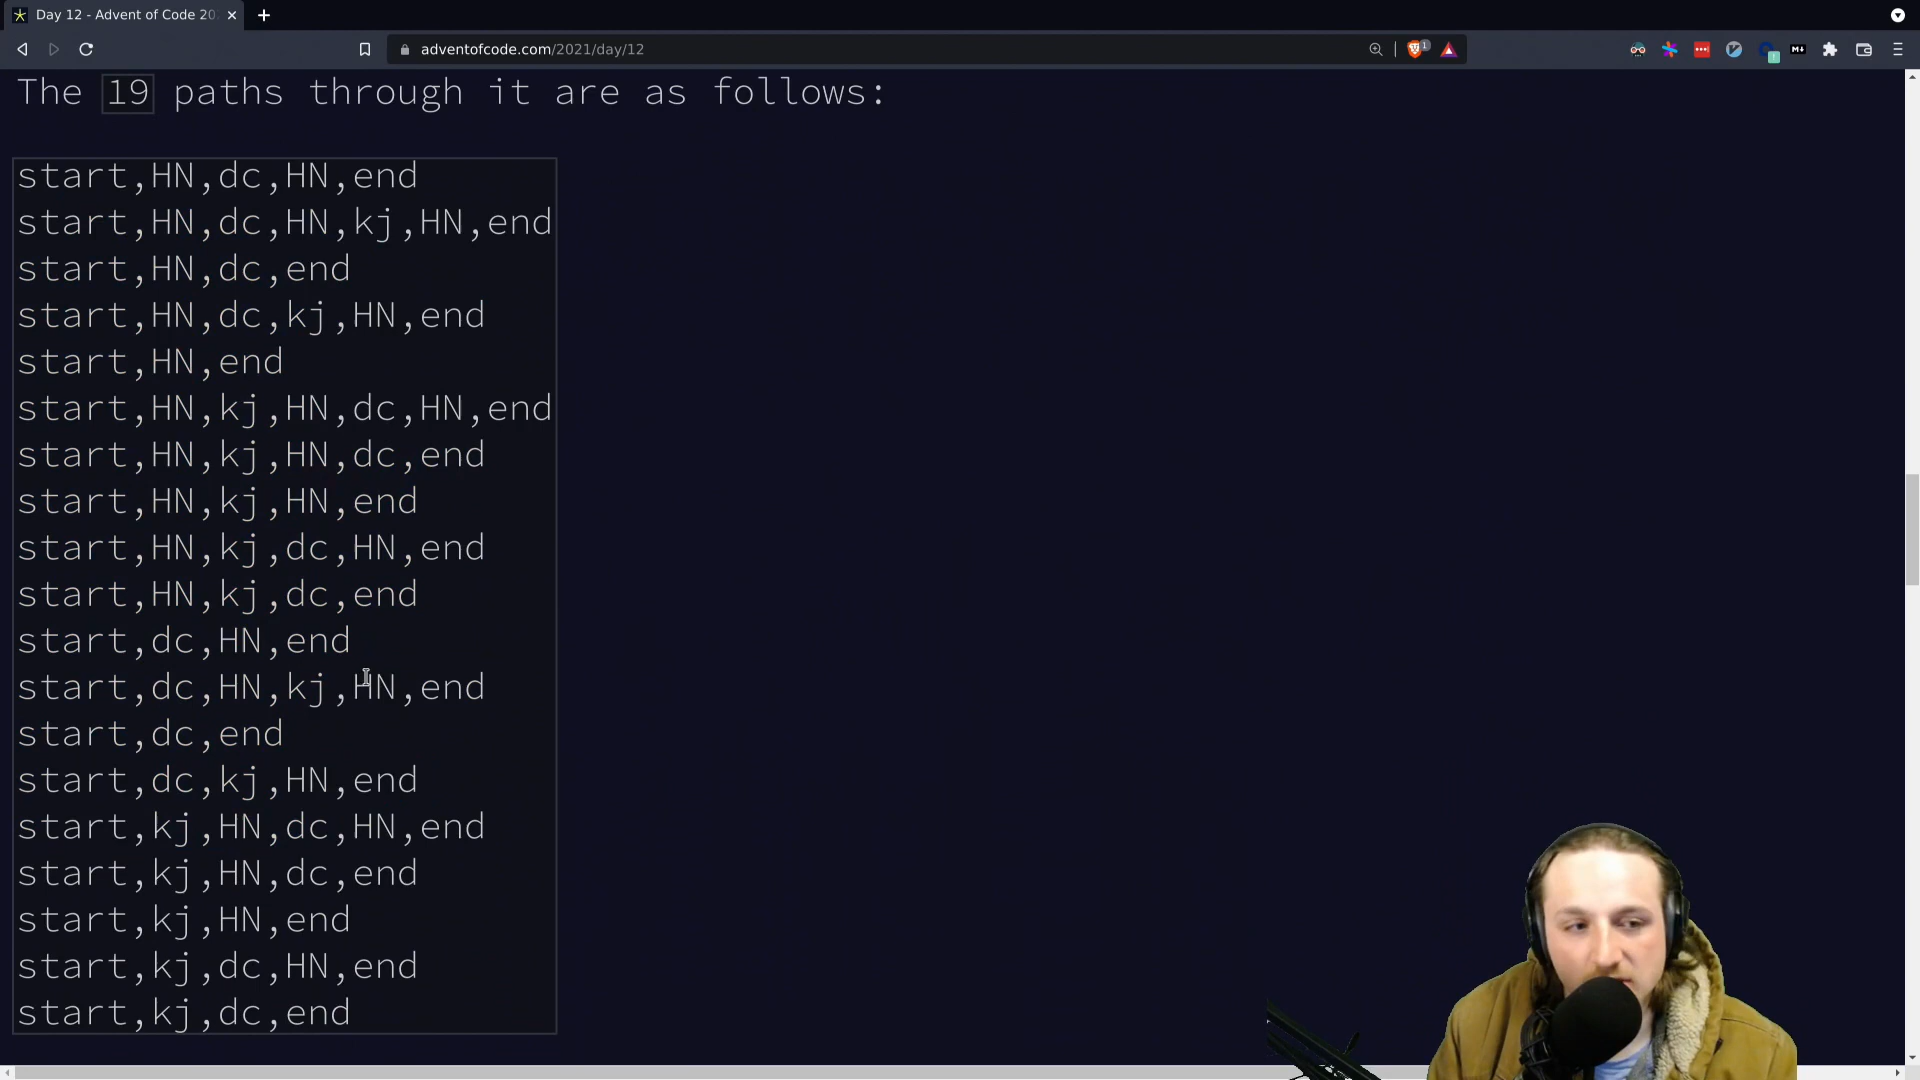 Day 12 - Advent of Code 20
adventofcode.com/2021/day/12
The 19 paths through it are as follows:
start,HN,dc,HN,end
start,HN,dc,HN,kj,HN,end
start,HN,dc,end
start,HN,dc,kj,HN,end
start,HN,end
start,HN,kj,HN,dc,HN,end
start,HN,kj,HN,dc,end
start,HN,kj,HN,end
start,HN,kj,dc,HN,end
start,HN,kj,dc,end
start,dc,HN,end
start,dc,HN,kj,HN,end
start,dc,end
start,dc,kj,HN,end
start,kj,HN,dc,HN,end
start,kj,HN,dc,end
start,kj,HN,end
start,kj,dc,HN,end
start,kj,dc,end